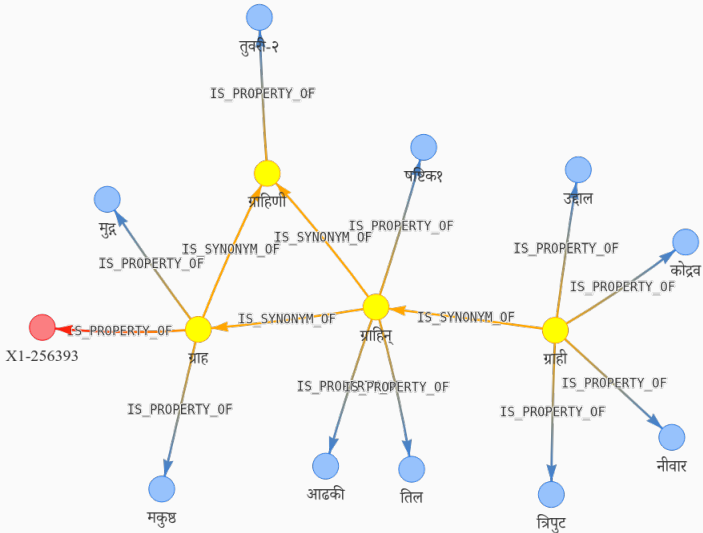 तुवरी-२
IS_PROPERTY_OF
षष्टिक१
ग्राहिणी
उद्दाल
मुद्ग
IS_PROPERTY_OF
IS_SYNONYM_OF
IS_SYNONYM_OF
IS_PROPERTY_OF
IS_PROPERTY_OF
कोद्रव
IS_PROPERTY_OF
IS_PROPERTY_OF
IS_SYNONYM_OF
IS_SYNONYM_OF
X1-256393
ग्राह
ग्राहिन्
ग्राही
IS_PROPERTY_OF
IS_PROPERTY_OF
IS_PROPERTY_OF
IS_PROPERTY_OF
IS_PROPERTY_OF
नीवार
मकुष्ठ
आढकी
तिल
त्रिपुट